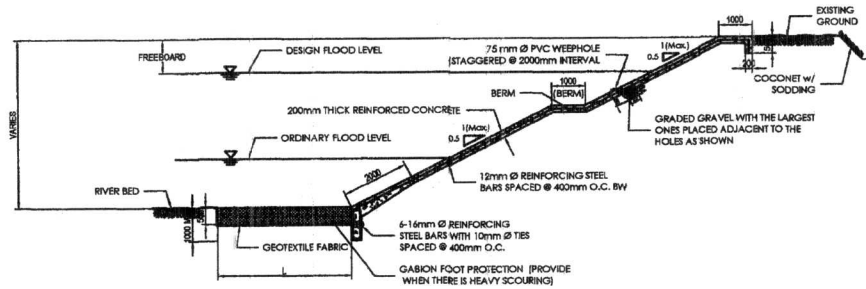 1000
EXISTING
GROUND
DESIGN FLOOD LEVEL
FREEBOARD
75 mm Ø PVC WEEPHOLE
(STAGGERED @ 2000mm INTERVAL
1(Max.)
0.5
200
COCONET W/
SODDING
1000
BERM
(BERM)
200mm THICK REINFORCED CONCRETE
1(Max.)
0.5
GRADED GRAVEL WITH THE LARGEST
ONES PLACED ADJACENT TO THE
HOLES AS SHOWN
VARIES
ORDINARY FLOOD LEVEL
2000
12mm Ø REINFORCING STEEL
BARS SPACED @ 400mm O.C. BW
RIVER BED
1000
6-16mm Ø REINFORCING
STEEL BARS WITH 10mm Ø TIES
SPACED @ 400mm O.C.
GEOTEXTILE FABRIC
L
GABION FOOT PROTECTION (PROVIDE
WHEN THERE IS HEAVY SCOURING)